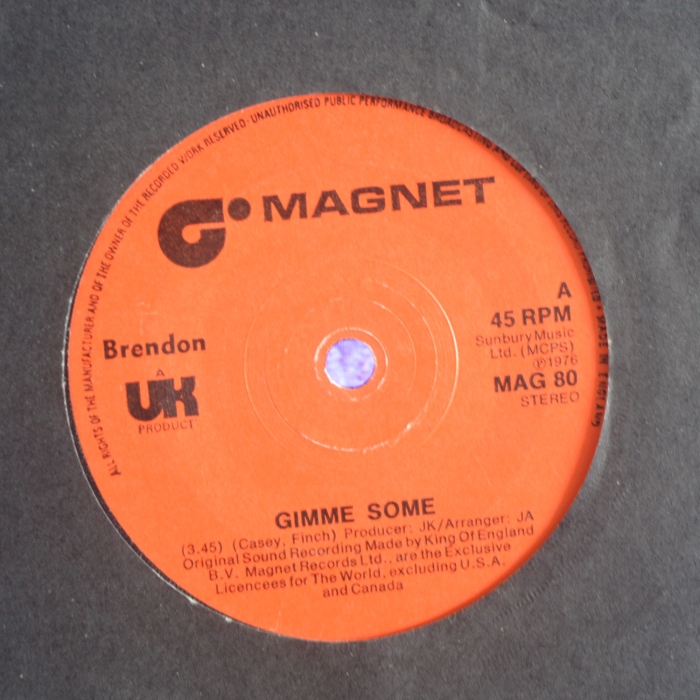 ALL RIGHTS OF THE MANUFACTURER AND OF THE OWNER OF THE RECORDED WORK RESERVED · UNAUTHORISED PUBLIC PERFORMANCE BROADCASTING
MAGNET
A
45 RPM
Sunbury Music
Ltd. (MCPS)
℗1976
MAG 80
STEREO
Brendon
A
UK
PRODUCT
GIMME SOME
(3.45) (Casey, Finch) Producer: JK/Arranger: JA
Original Sound Recording Made by King Of England
B.V. Magnet Records Ltd., are the Exclusive
Licencees for The World, excluding U.S.A.
and Canada